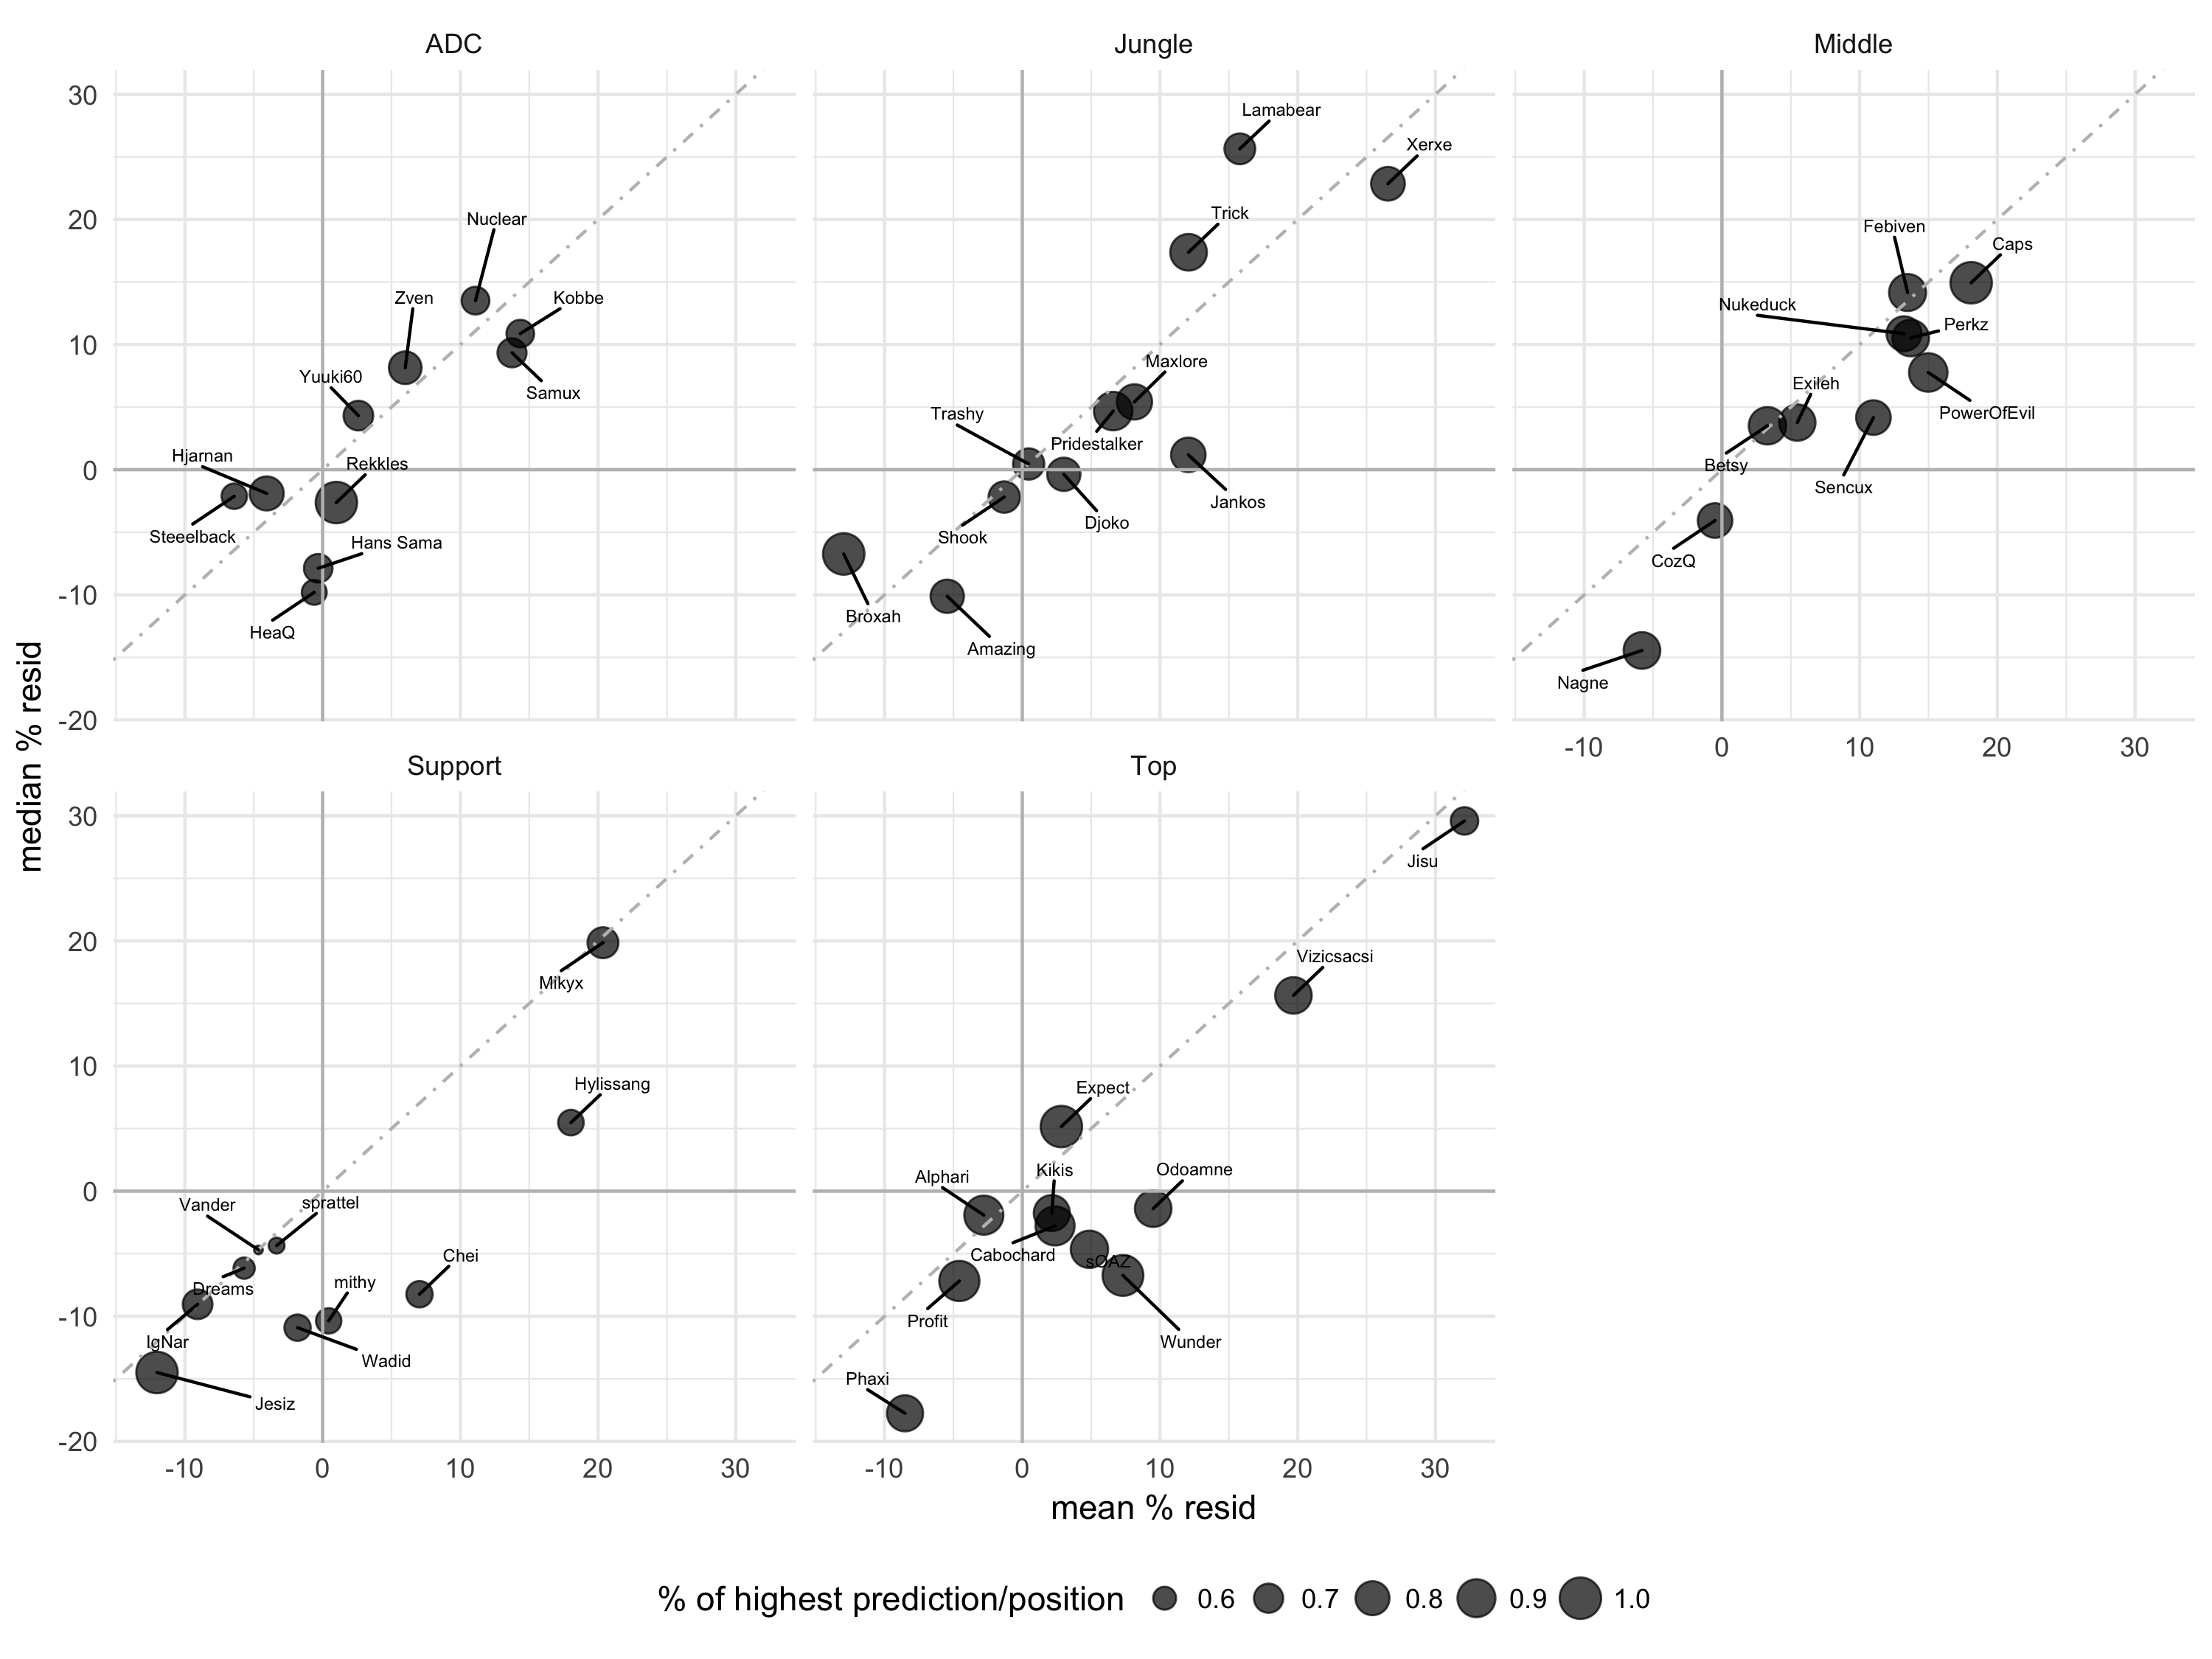 ADC
Jungle
Middle
30
20
10
0
-10
-20
Nuclear
Zven
Kobbe
Yuuki60
Samux
Hjarnan
Rekkles
Steeelback
Hans Sama
HeaQ
Lamabear
Xerxe
Trick
Maxlore
Trashy
Pridestalker
Jankos
Djoko
Shook
Broxah
Amazing
Febiven
Caps
Nukeduck
Perkz
Exileh
PowerOfEvil
Betsy
Sencux
CozQ
Nagne
-10 0 10 20 30
median % resid
Support
Top
30
20
10
0
-10
-20
Mikyx
Hylissang
Vander
sprattel
Chei
Dreams
mithy
IgNar
Wadid
Jesiz
Jisu
Vizicsacsi
Expect
Alphari
Kikis
Odoamne
Cabochard
sOAZ
Profit
Wunder
Phaxi
-10 0 10 20 30
-10 0 10 20 30
mean % resid
% of highest prediction/position 0.6 0.7 0.8 0.9 1.0